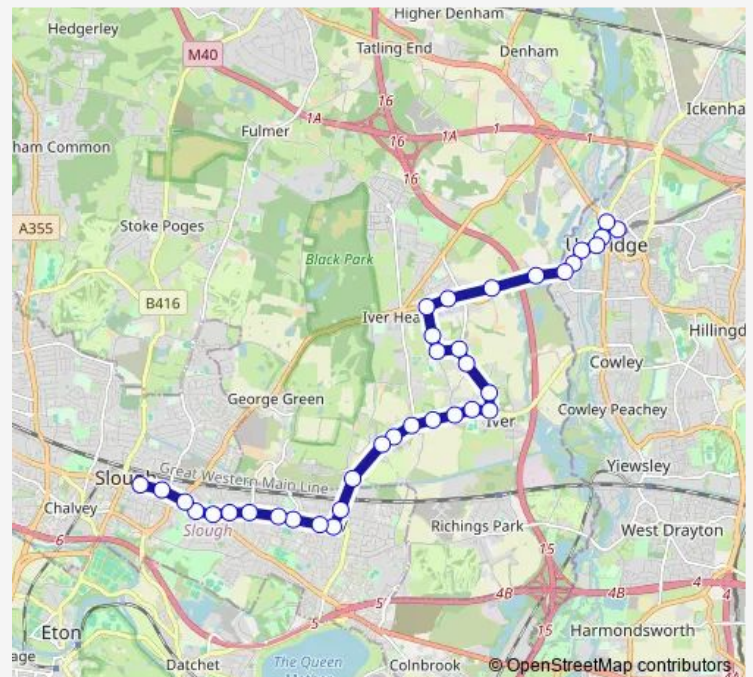 Higher Denham
Hedgerley
Tatling End
M40
Denham
16
Ickenha
1A
Fulmer
16
1A
1
1
ham Common
16
A355
Stoke Poges
Black Park
B416
Iver Hea
Hillingd
Cowley
George Green
Cowley Peachey
Iver
Great Western Main Line
Yiewsley
Chalvey
Slough
Richings Park
West Drayton
6
15
4B
4B
4
4
5
5
15
Eton
Harmondsworth
Datchet
The Queen
Colnbrook
© OpenStreetMap contributors